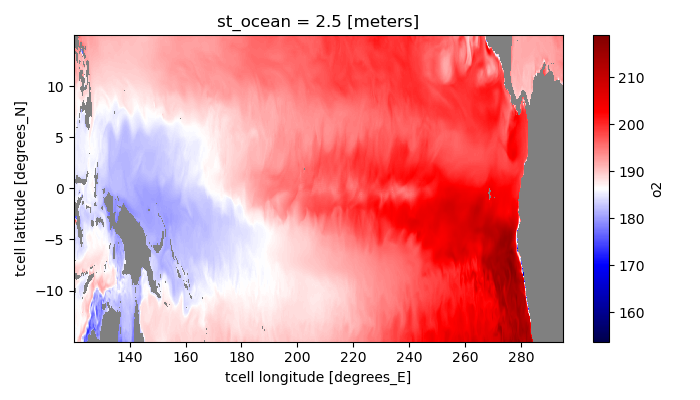 st_ocean = 2.5 [meters]
10
5
0
−5
−10
tcell latitude [degrees_N]
140 160 180 200 220 240 260 280
tcell longitude [degrees_E]
210
200
190
180
170
160
o2